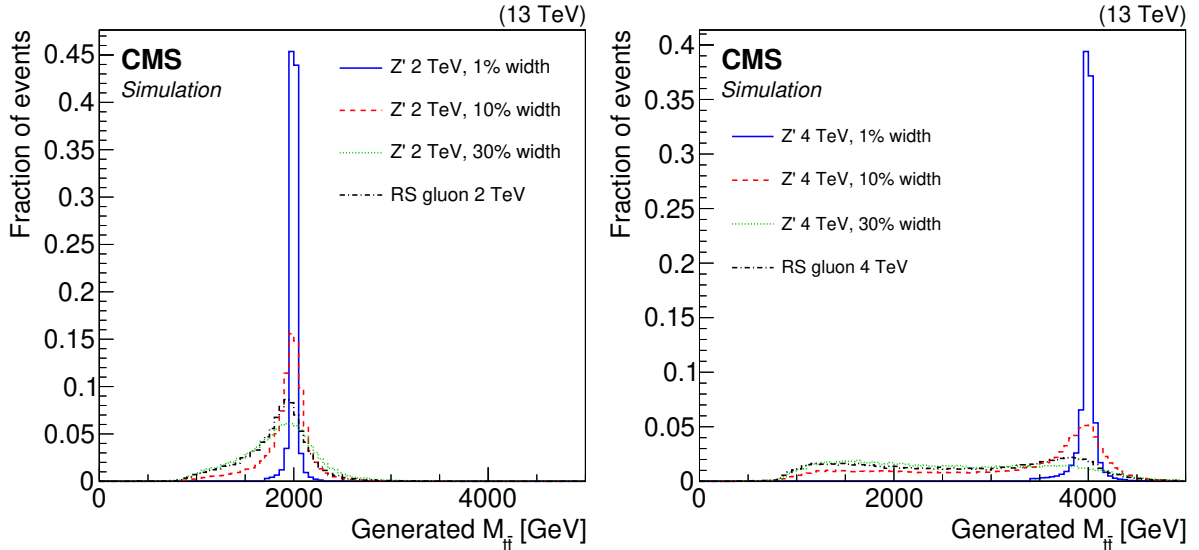 (13 TeV)
Fraction of events
0.45
0.4
0.35
0.3
0.25
0.2
0.15
0.1
0.05
0
CMS
Simulation
Z' 2 TeV, 1% width
Z' 2 TeV, 10% width
Z' 2 TeV, 30% width
RS gluon 2 TeV
0 2000 4000
Generated M_{tt̄} [GeV]
(13 TeV)
Fraction of events
0.4
0.35
0.3
0.25
0.2
0.15
0.1
0.05
0
CMS
Simulation
Z' 4 TeV, 1% width
Z' 4 TeV, 10% width
Z' 4 TeV, 30% width
RS gluon 4 TeV
0 2000 4000
Generated M_{tt̄} [GeV]